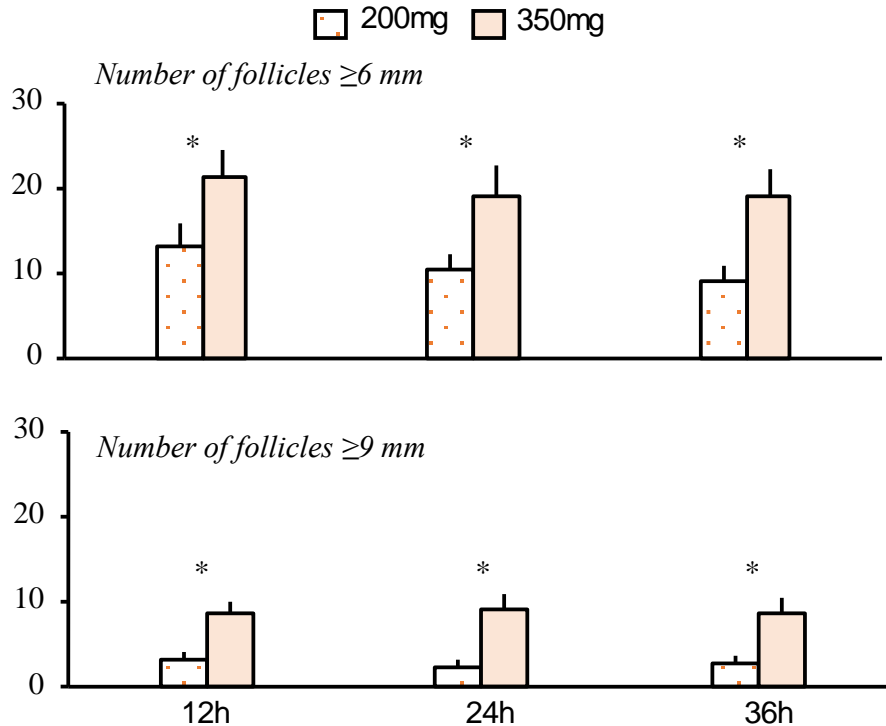 200mg 350mg
Number of follicles ≥6 mm
30
* * *
20
10
0
30
Number of follicles ≥9 mm
20
* * *
10
0
12h 24h 36h